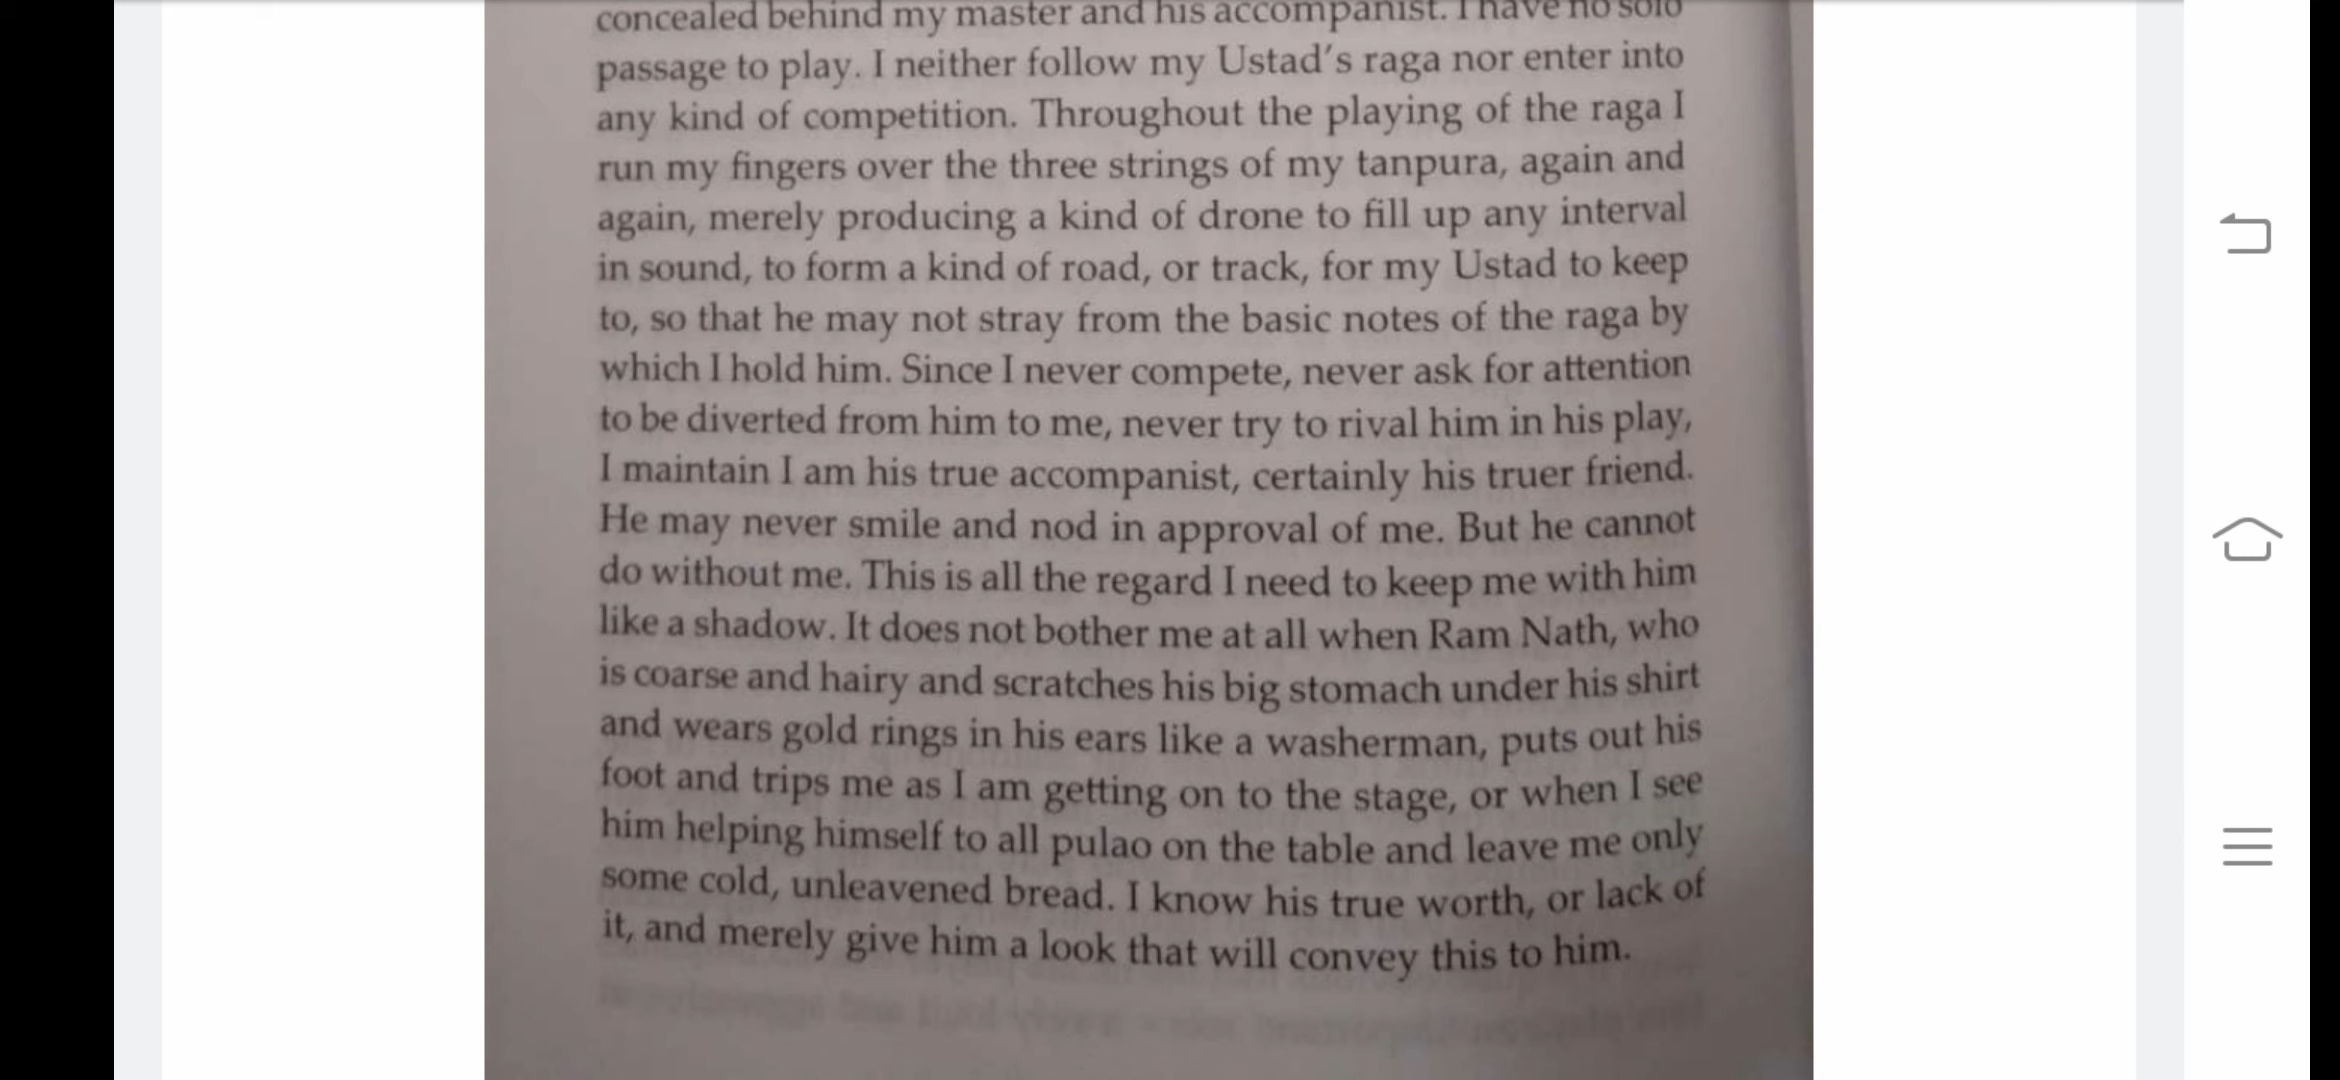 concealed behind my master and his accompanist. I have no solo
passage to play. I neither follow my Ustad's raga nor enter into
any kind of competition. Throughout the playing of the raga I
run my fingers over the three strings of my tanpura, again and
again, merely producing a kind of drone to fill up any interval
in sound, to form a kind of road, or track, for my Ustad to keep
to, so that he may not stray from the basic notes of the raga by
which I hold him. Since I never compete, never ask for attention
to be diverted from him to me, never try to rival him in his play,
I maintain I am his true accompanist, certainly his truer friend.
He may never smile and nod in approval of me. But he cannot
do without me. This is all the regard I need to keep me with him
like a shadow. It does not bother me at all when Ram Nath, who
is coarse and hairy and scratches his big stomach under his shirt
and wears gold rings in his ears like a washerman, puts out his
foot and trips me as I am getting on to the stage, or when I see
him helping himself to all pulao on the table and leave me only
some cold, unleavened bread. I know his true worth, or lack of
it, and merely give him a look that will convey this to him.